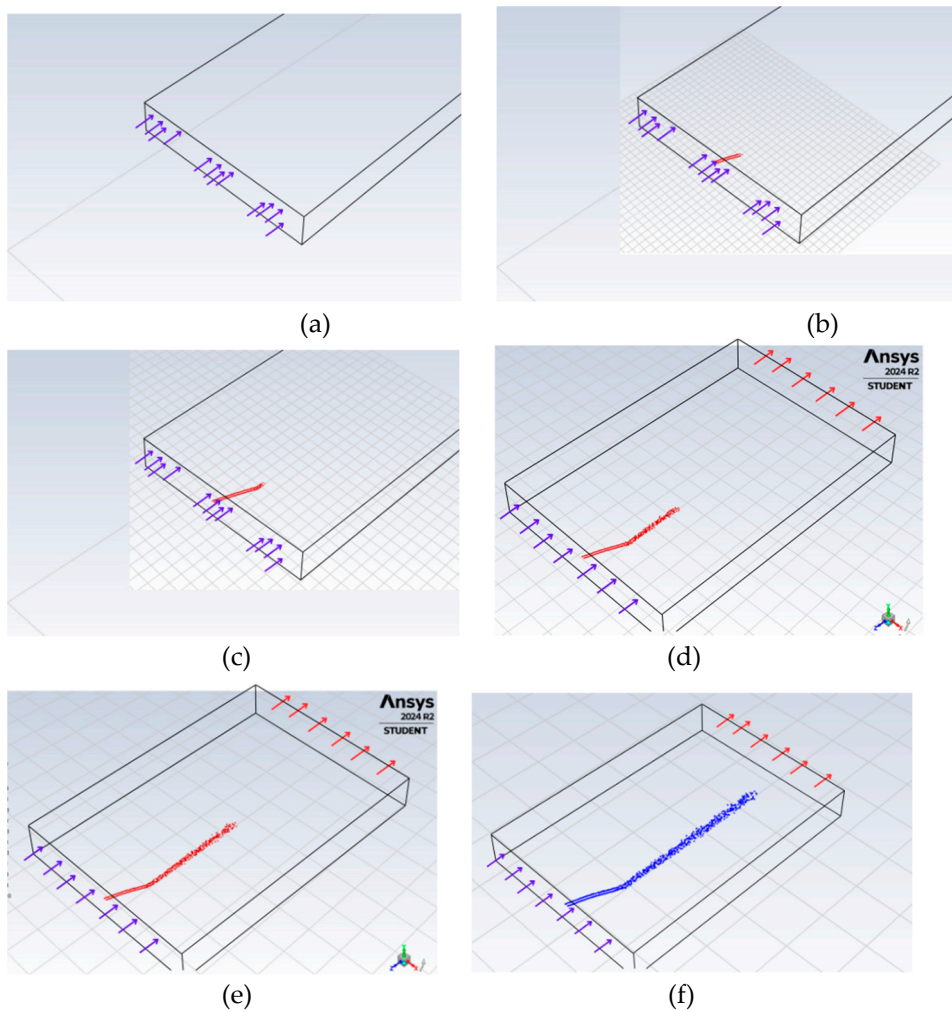 (a)
(b)
Ansys
2024 R2
STUDENT
(c)
(d)
Ansys
2024 R2
STUDENT
(e)
(f)